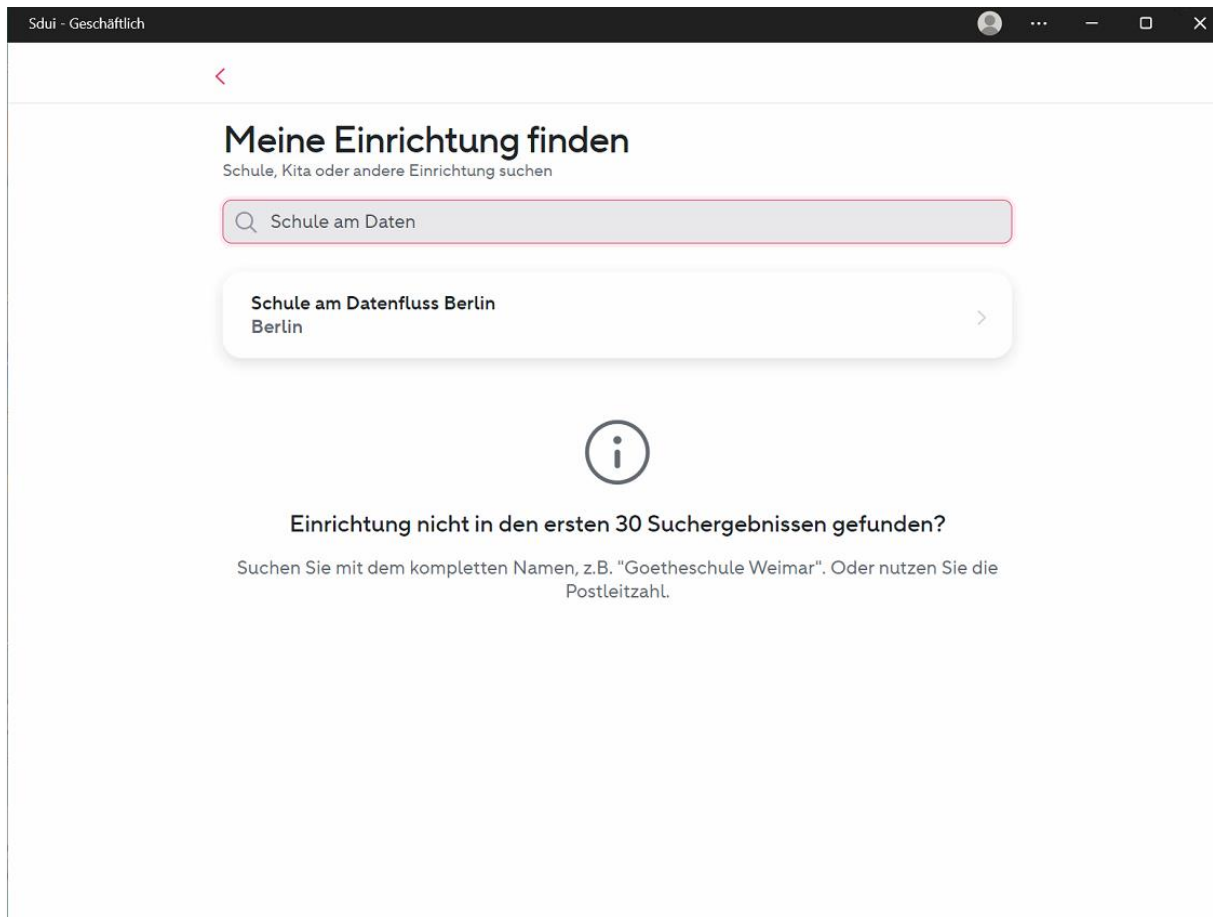 Sdui - Geschäftlich
Meine Einrichtung finden
Schule, Kita oder andere Einrichtung suchen
Schule am Daten
Schule am Datenfluss Berlin
Berlin
Einrichtung nicht in den ersten 30 Suchergebnissen gefunden?
Suchen Sie mit dem kompletten Namen, z.B. "Goetheschule Weimar". Oder nutzen Sie die
Postleitzahl.